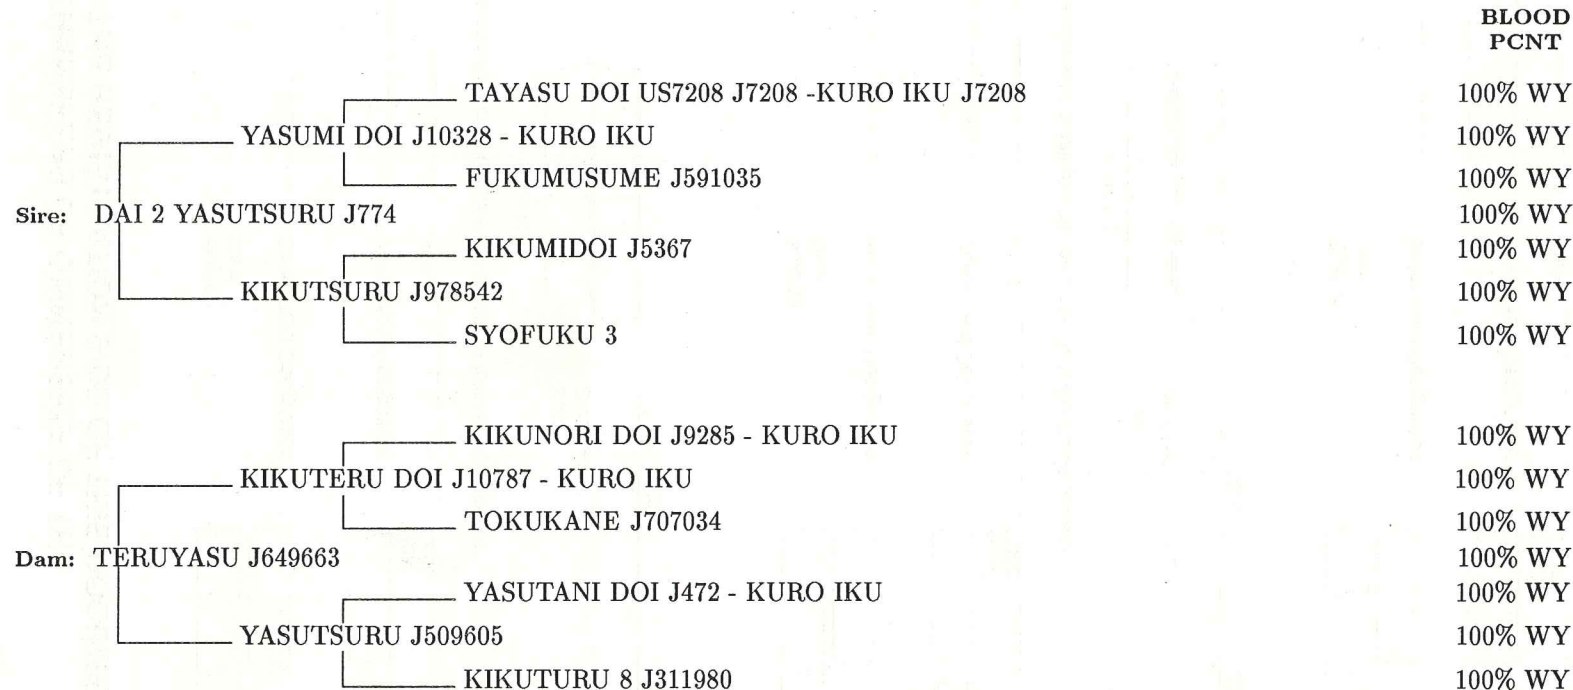 BLOOD
PCNT
TAYASU DOI US7208 J7208 -KURO IKU J7208 100% WY
YASUMI DOI J10328 - KURO IKU 100% WY
FUKUMUSUME J591035 100% WY
Sire: DAI 2 YASUTSURU J774 100% WY
KIKUMIDOI J5367 100% WY
KIKUTSURU J978542 100% WY
SYOFUKU 3 100% WY
KIKUNORI DOI J9285 - KURO IKU 100% WY
KIKUTERU DOI J10787 - KURO IKU 100% WY
TOKUKANE J707034 100% WY
Dam: TERUYASU J649663 100% WY
YASUTANI DOI J472 - KURO IKU 100% WY
YASUTSURU J509605 100% WY
KIKUTURU 8 J311980 100% WY